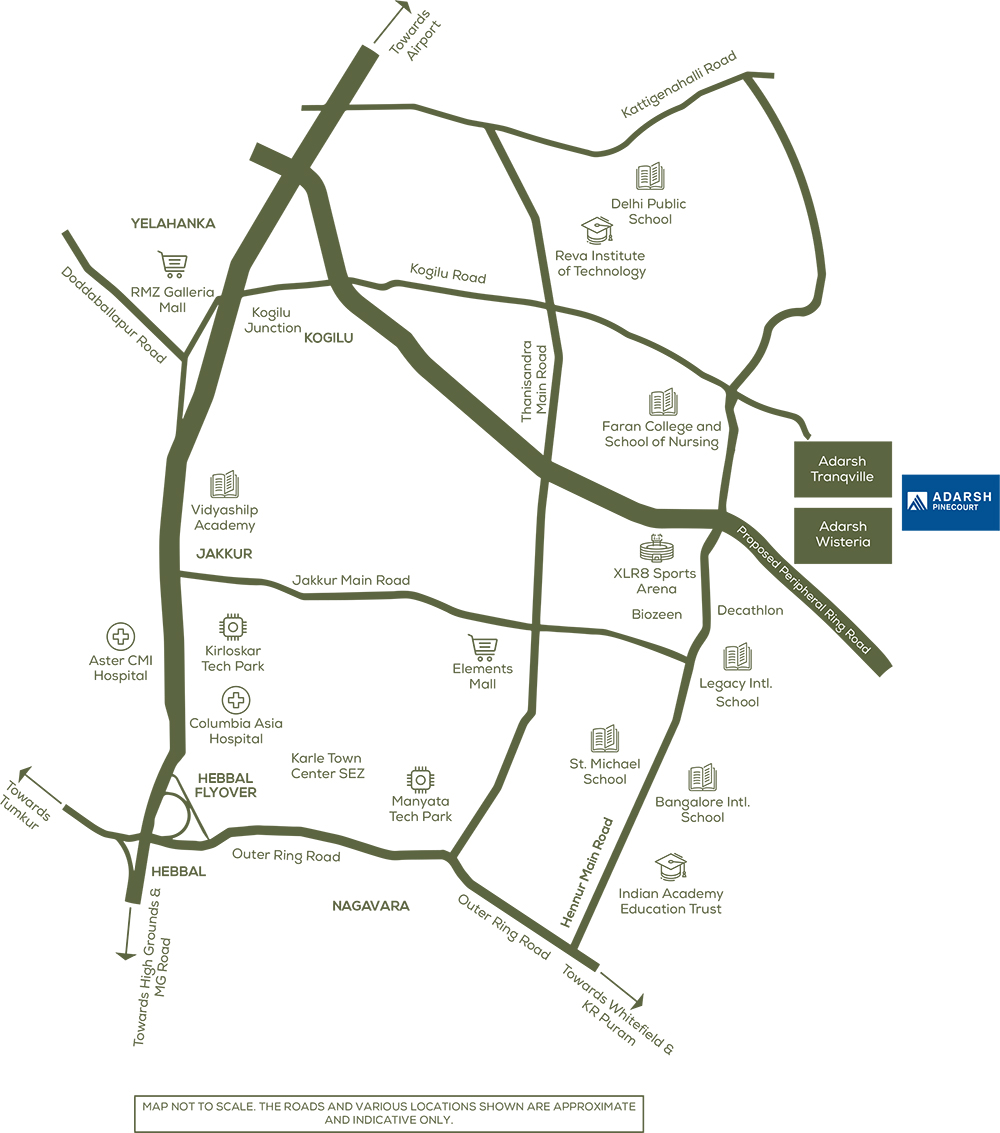 Towards
Airport
Kattigenahalli Road
Delhi Public
School
YELAHANKA
Reva Institute
of Technology
RMZ Galleria
Mall
Doddaballapur Road
Kogilu Road
Kogilu
Junction
KOGILU
Thanisandra
Main Road
Faran College and
School of Nursing
Adarsh
Tranqville
ADARSH
PINECOURT
Adarsh
Wisteria
Vidyashilp
Academy
JAKKUR
Proposed Peripheral Ring Road
XLR8 Sports
Arena
Jakkur Main Road
Biozeen
Decathlon
Aster CMI
Hospital
Kirloskar
Tech Park
Elements
Mall
Legacy Intl.
School
Columbia Asia
Hospital
Karle Town
Center SEZ
St. Michael
School
HEBBAL
FLYOVER
Manyata
Tech Park
Bangalore Intl.
School
Towards
Tumkur
Outer Ring Road
HEBBAL
Hennur Main Road
Indian Academy
Education Trust
NAGAVARA
Outer Ring Road
Towards High Grounds &
MG Road
Towards Whitefield &
KR Puram
MAP NOT TO SCALE. THE ROADS AND VARIOUS LOCATIONS SHOWN ARE APPROXIMATE
AND INDICATIVE ONLY.